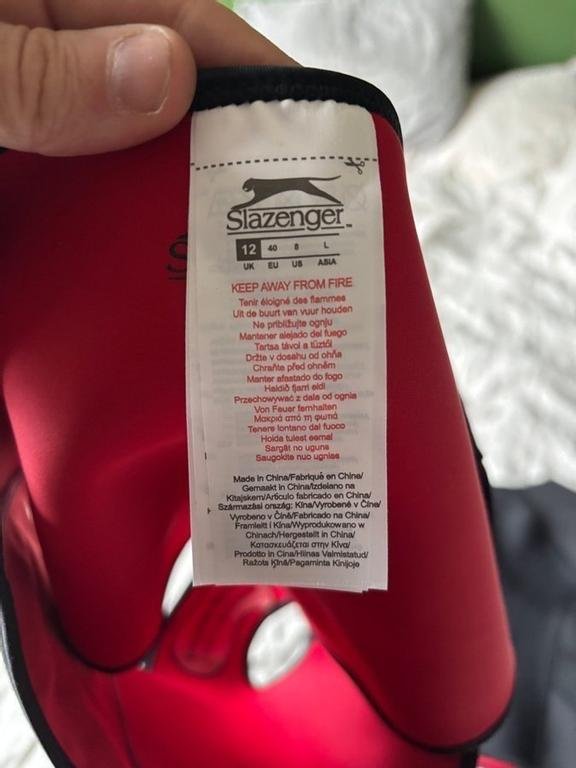 Slazenger™
12 40 8 L
UK EU US ASIA
KEEP AWAY FROM FIRE
Tenir éloigné des flammes
Uit de buurt van vuur houden
Ne približujte ognju
Mantener alejado del fuego
Tartsa távol a tűztől
Držte v dosahu od ohňa
Chraňte před ohněm
Manter afastado do fogo
Haldið fjarri eldi
Przechowywać z dala od ognia
Von Feuer fernhalten
Μακριά από τη φωτιά
Tenere lontano dal fuoco
Hoida tulest eemal
Sargāt no uguns
Saugokite nuo ugnies
Made in China/Fabriqué en Chine/
Gemaakt in China/Izdelano na
Kitajskem/Artículo fabricado en China/
Származási ország: Kína/Vyrobené v Číne/
Vyrobeno v Číně/Fabricado na China/
Framleitt í Kína/Wyprodukowano w
Chinach/Hergestellt in China/
Κατασκευάζεται στην Κίνα/
Prodotto in Cina/Hiinas Valmistatud/
Ražots Ķīnā/Pagaminta Kinijoje